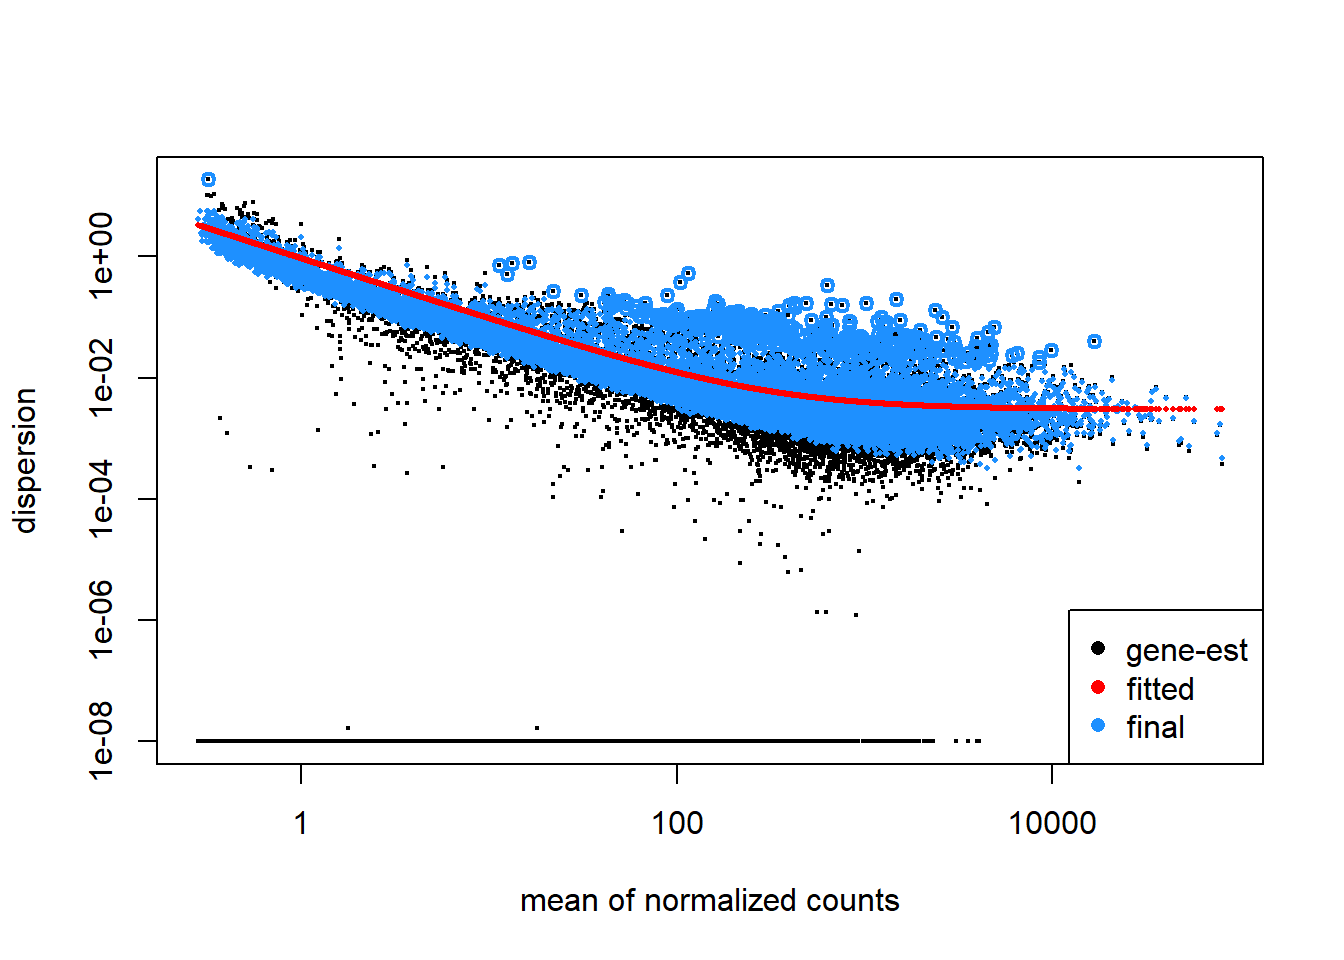 1e+00
1e-02
1e-04
1e-06
1e-08
dispersion
1
100
10000
mean of normalized counts
gene-est
fitted
final